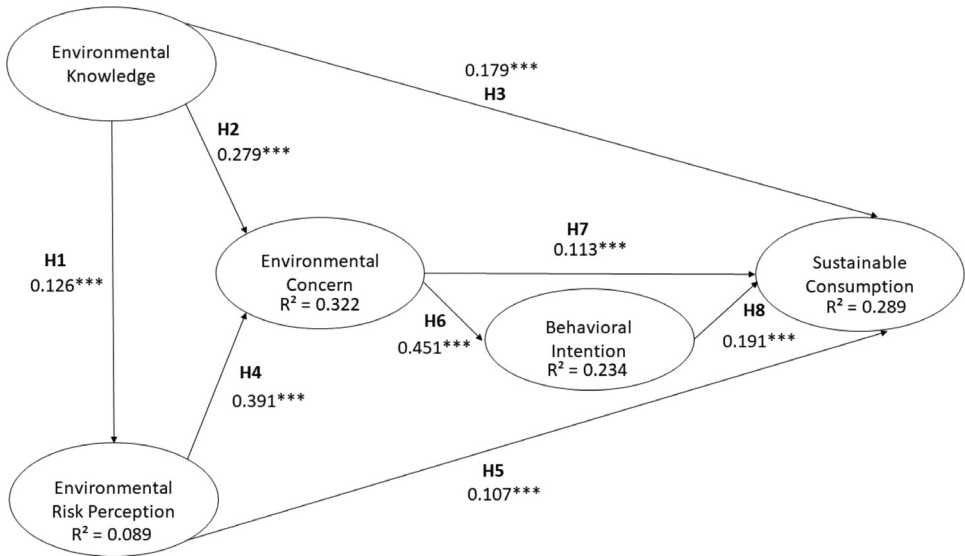 Environmental
Knowledge
0.179***
H3
H2
0.279***
H1
0.126***
Environmental
Concern
R² = 0.322
H7
0.113***
Sustainable
Consumption
R² = 0.289
H6
0.451***
Behavioral
Intention
R² = 0.234
H8
0.191***
H4
0.391***
Environmental
Risk Perception
R² = 0.089
H5
0.107***